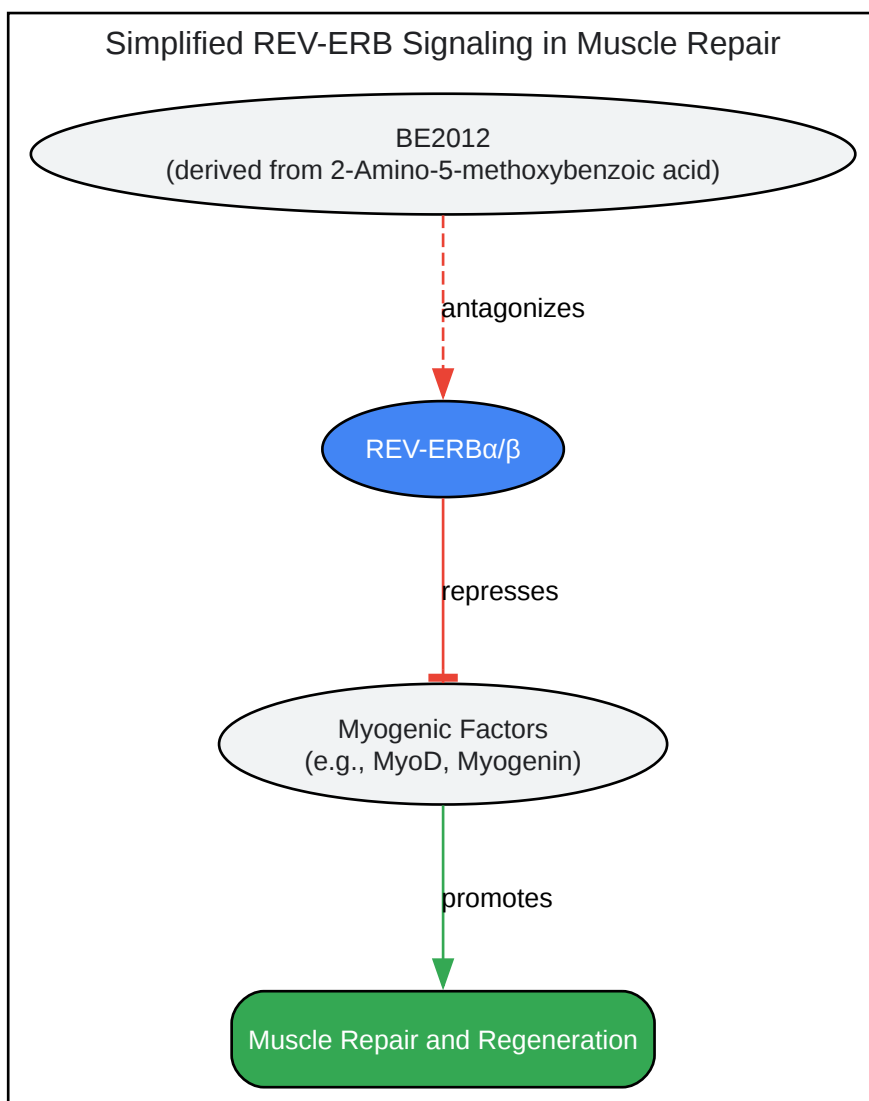 Simplified REV-ERB Signaling in Muscle Repair
BE2012
(derived from 2-Amino-5-methoxybenzoic acid)
antagonizes
REV-ERBα/β
represses
Myogenic Factors
(e.g., MyoD, Myogenin)
promotes
Muscle Repair and Regeneration